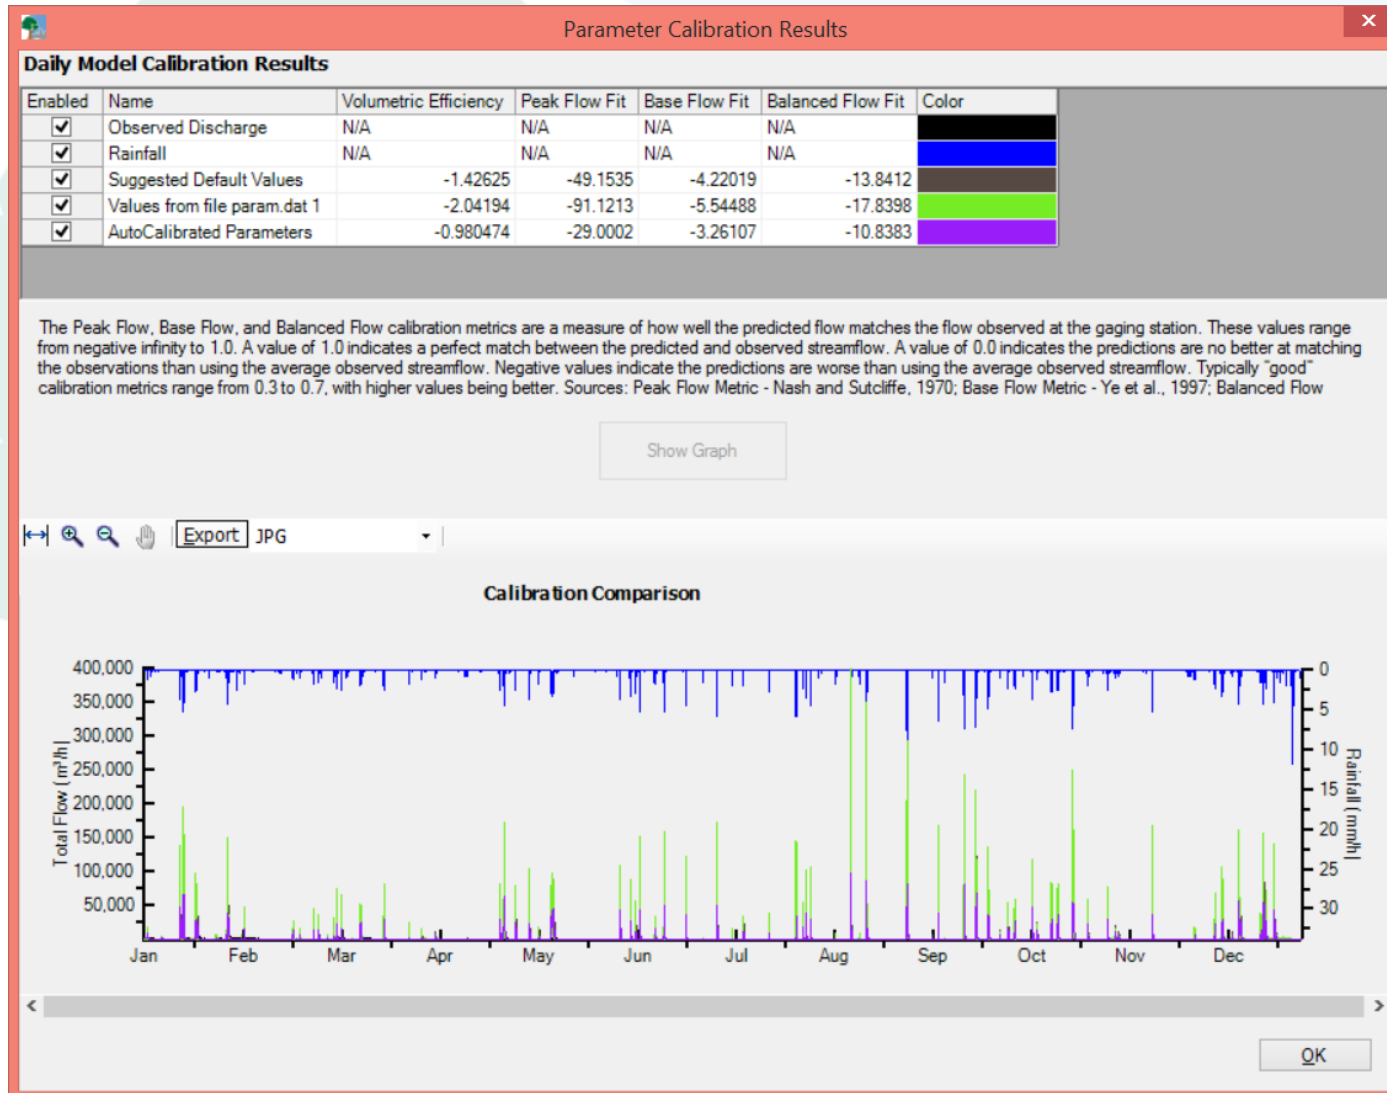 Parameter Calibration Results
Daily Model Calibration Results
Enabled Name Volumetric Efficiency Peak Flow Fit Base Flow Fit Balanced Flow Fit Color
Observed Discharge N/A N/A N/A N/A
Rainfall N/A N/A N/A N/A
Suggested Default Values -1.42625 -49.1535 -4.22019 -13.8412
Values from file param.dat 1 -2.04194 -91.1213 -5.54488 -17.8398
AutoCalibrated Parameters -0.980474 -29.0002 -3.26107 -10.8383
The Peak Flow, Base Flow, and Balanced Flow calibration metrics are a measure of how well the predicted flow matches the flow observed at the gaging station. These values range
from negative infinity to 1.0. A value of 1.0 indicates a perfect match between the predicted and observed streamflow. A value of 0.0 indicates the predictions are no better at matching
the observations than using the average observed streamflow. Negative values indicate the predictions are worse than using the average observed streamflow. Typically "good"
calibration metrics range from 0.3 to 0.7, with higher values being better. Sources: Peak Flow Metric - Nash and Sutcliffe, 1970; Base Flow Metric - Ye et al., 1997; Balanced Flow
Show Graph
Export JPG
Calibration Comparison
400,000
350,000
300,000
250,000
200,000
150,000
100,000
50,000
Total Flow (m³/h)
0
5
10
15
20
25
30
Rainfall (mm/h)
Jan Feb Mar Apr May Jun Jul Aug Sep Oct Nov Dec
OK